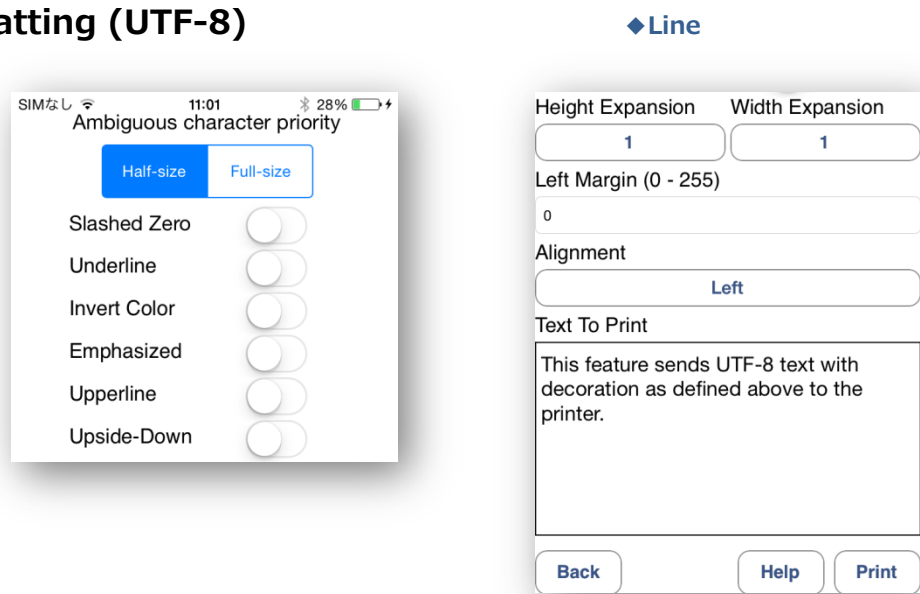 atting (UTF-8)
◆Line
SIMなし 11:01 28%
Ambiguous character priority
Half-size Full-size
Slashed Zero
Underline
Invert Color
Emphasized
Upperline
Upside-Down
Height Expansion Width Expansion
1 1
Left Margin (0 - 255)
0
Alignment
Left
Text To Print
This feature sends UTF-8 text with
decoration as defined above to the
printer.
Back Help Print